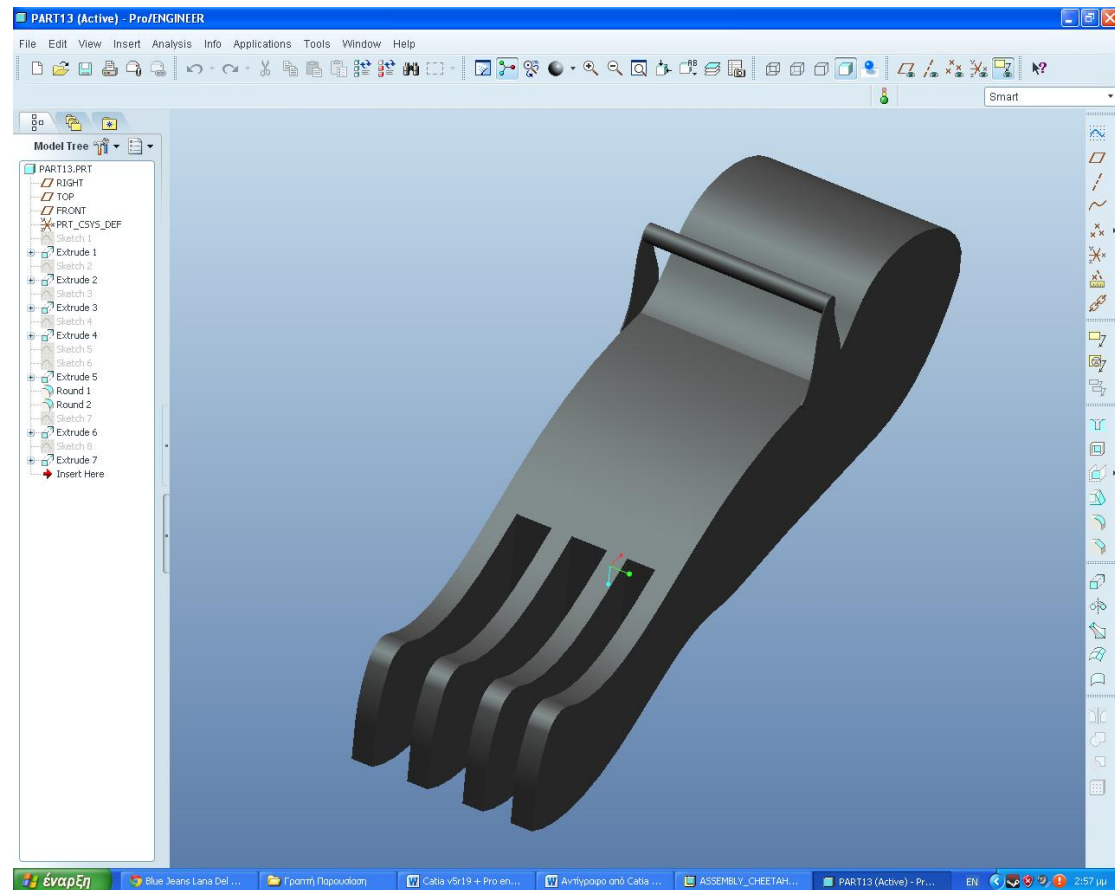 PART13 (Active) - Pro/ENGINEER
File Edit View Insert Analysis Info Applications Tools Window Help
Smart
Model Tree
PART13.PRT
RIGHT
TOP
FRONT
PRT_CSYS_DEF
Sketch 1
Extrude 1
Sketch 2
Extrude 2
Sketch 3
Extrude 3
Sketch 4
Extrude 4
Sketch 5
Sketch 6
Extrude 5
Round 1
Round 2
Sketch 7
Extrude 6
Sketch 8
Extrude 7
Insert Here
έναρξη Blue Jeans Lana Del ... Γραπτή Παρουσίαση Catia v5r19 + Pro en... Αντίγραφο από Catia ... ASSEMBLY_CHEETAH... PART13 (Active) - Pr... EN 2:57 μμ